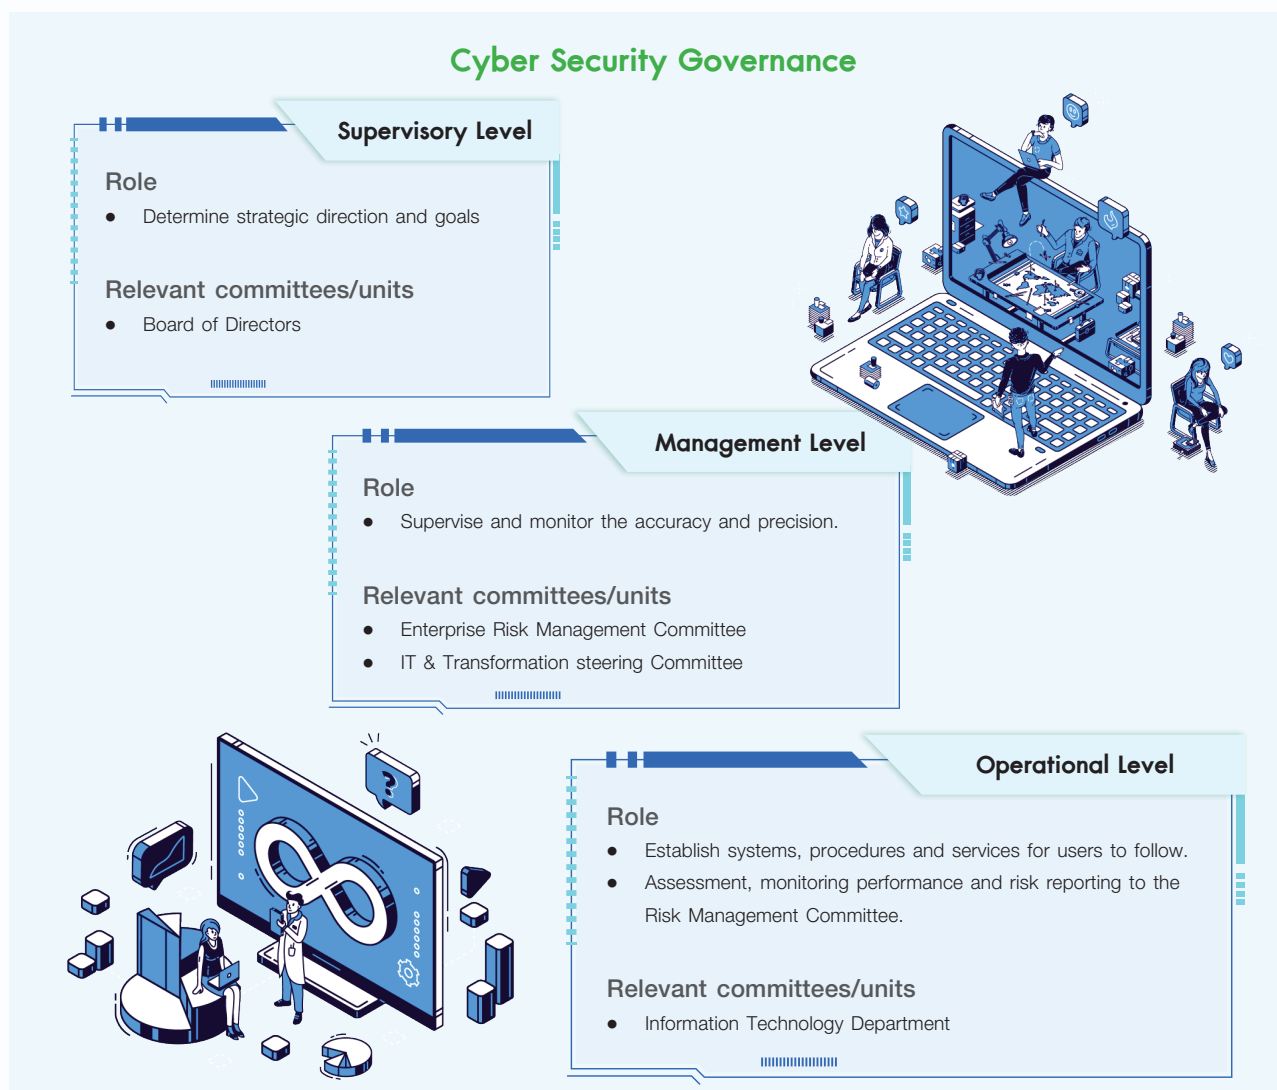 Cyber Security Governance
Supervisory Level
Role
● Determine strategic direction and goals
Relevant committees/units
● Board of Directors
Management Level
Role
● Supervise and monitor the accuracy and precision.
Relevant committees/units
● Enterprise Risk Management Committee
● IT & Transformation steering Committee
?
Operational Level
Role
● Establish systems, procedures and services for users to follow.
● Assessment, monitoring performance and risk reporting to the
Risk Management Committee.
Relevant committees/units
● Information Technology Department